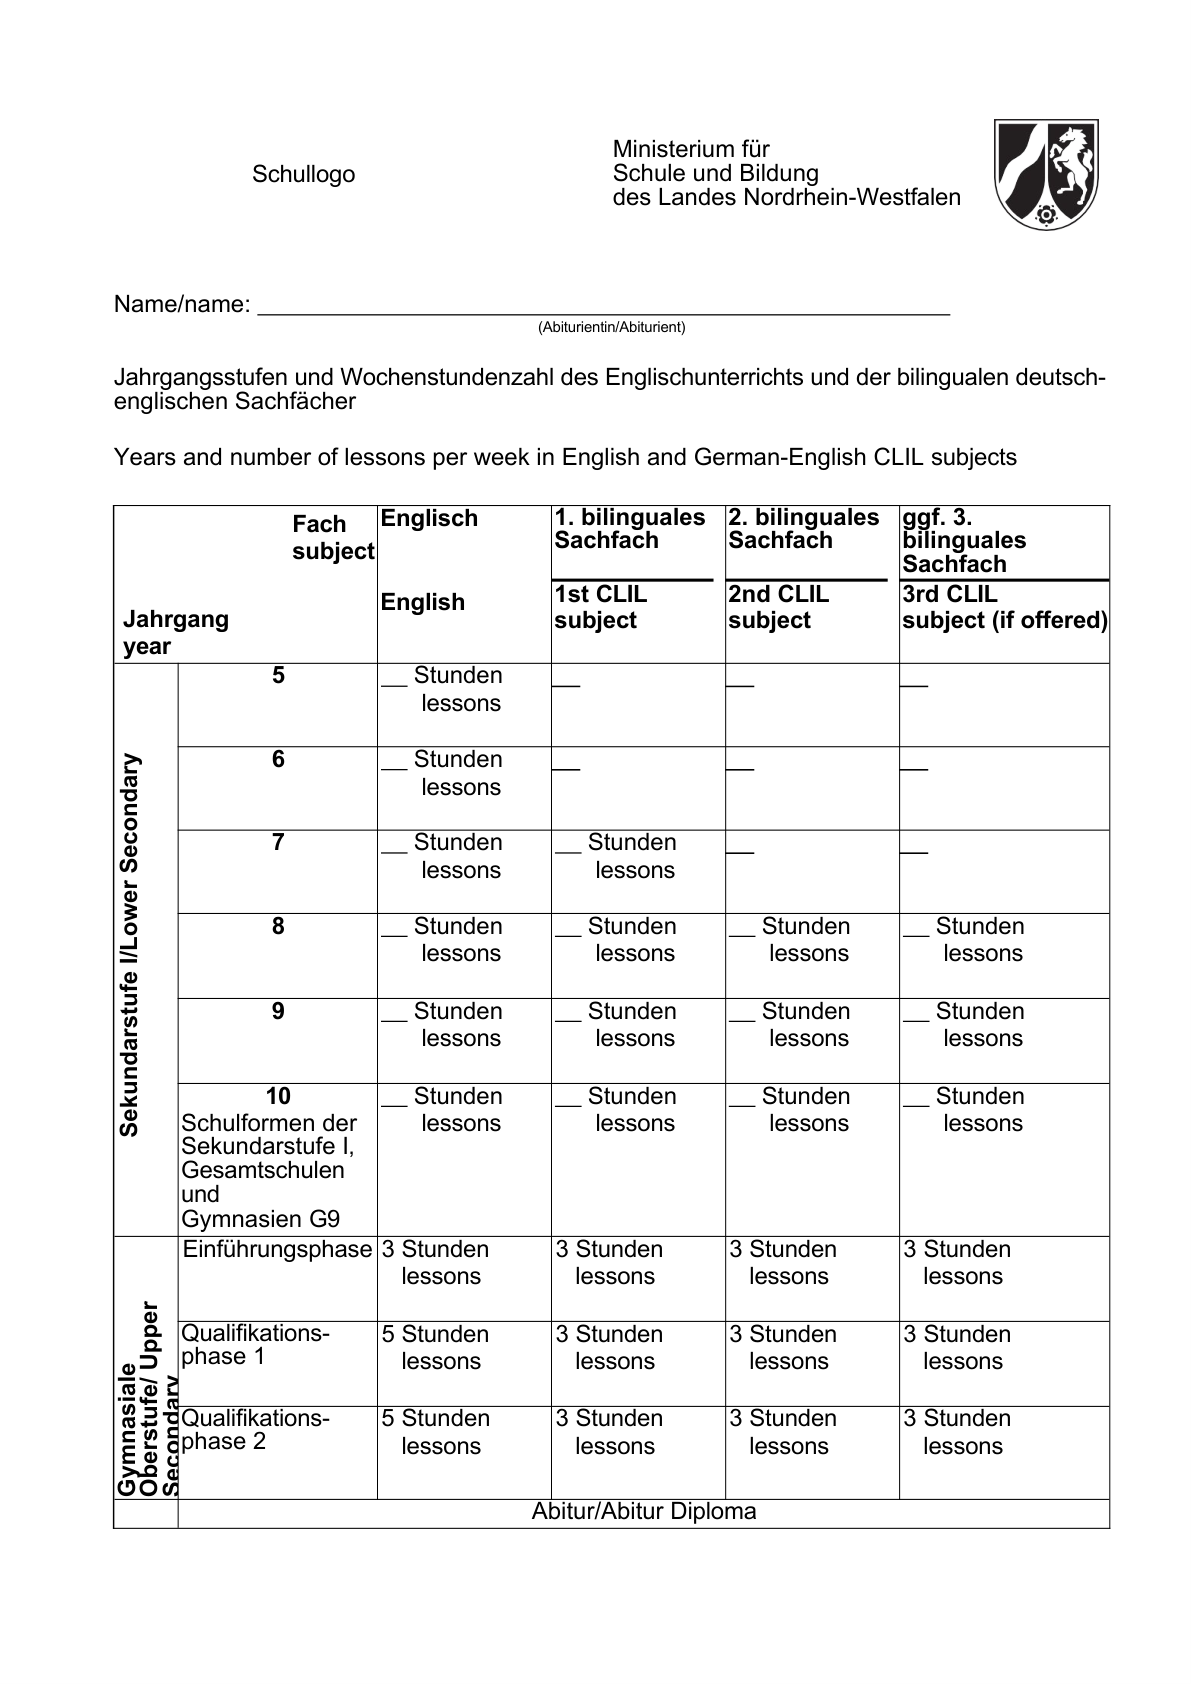 Schullogo
Ministerium für
Schule und Bildung
des Landes Nordrhein-Westfalen
Name/name: ____________________
(Abiturientin/Abiturient)
Jahrgangsstufen und Wochenstundenzahl des Englischunterrichts und der bilingualen deutsch-
englischen Sachfächer
Years and number of lessons per week in English and German-English CLIL subjects
Fach
subject
Jahrgang
year
Englisch
English
1. bilinguales
Sachfach
1st CLIL
subject
2. bilinguales
Sachfach
2nd CLIL
subject
ggf. 3.
bilinguales
Sachfach
3rd CLIL
subject (if offered)
Sekundarstufe I/Lower Secondary
5
__ Stunden
lessons
__
__
__
6
__ Stunden
lessons
__
__
__
7
__ Stunden
lessons
__ Stunden
lessons
__
__
8
__ Stunden
lessons
__ Stunden
lessons
__ Stunden
lessons
__ Stunden
lessons
9
__ Stunden
lessons
__ Stunden
lessons
__ Stunden
lessons
__ Stunden
lessons
10
Schulformen der
Sekundarstufe I,
Gesamtschulen
und
Gymnasien G9
__ Stunden
lessons
__ Stunden
lessons
__ Stunden
lessons
__ Stunden
lessons
Gymnasiale
Oberstufe/ Upper
Secondary
Einführungsphase
3 Stunden
lessons
3 Stunden
lessons
3 Stunden
lessons
3 Stunden
lessons
Qualifikations-
phase 1
5 Stunden
lessons
3 Stunden
lessons
3 Stunden
lessons
3 Stunden
lessons
Qualifikations-
phase 2
5 Stunden
lessons
3 Stunden
lessons
3 Stunden
lessons
3 Stunden
lessons
Abitur/Abitur Diploma